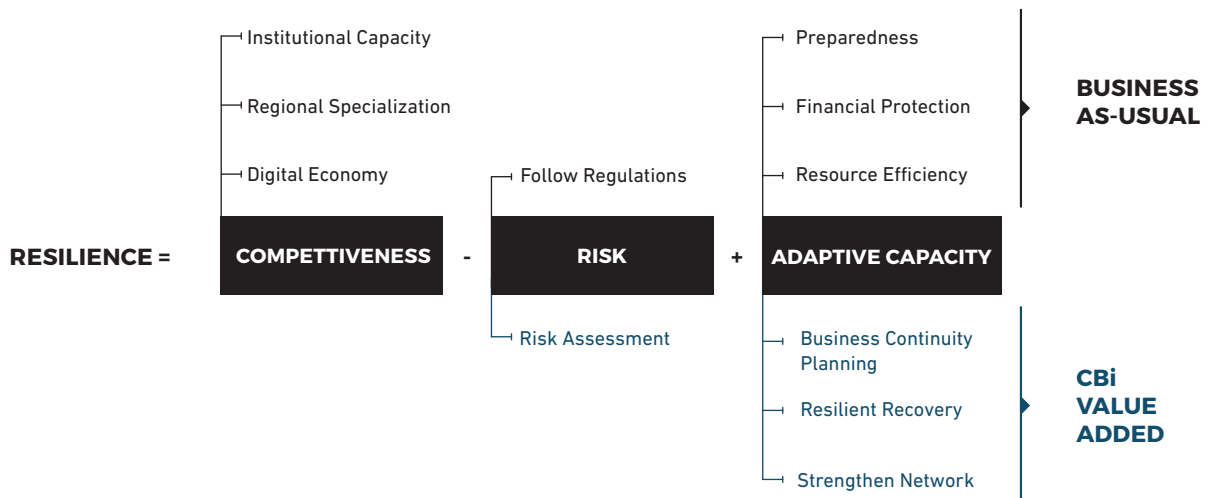 Institutional Capacity
Regional Specialization
Digital Economy
Follow Regulations
Preparedness
Financial Protection
Resource Efficiency
BUSINESS
AS-USUAL
RESILIENCE =
COMPETTIVENESS
-
RISK
+
ADAPTIVE CAPACITY
Risk Assessment
Business Continuity
Planning
Resilient Recovery
Strengthen Network
CBi
VALUE
ADDED